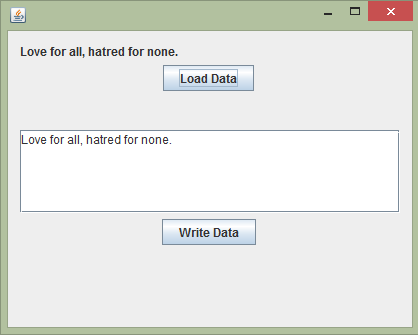 Love for all, hatred for none.
Load Data
Love for all, hatred for none.
Write Data